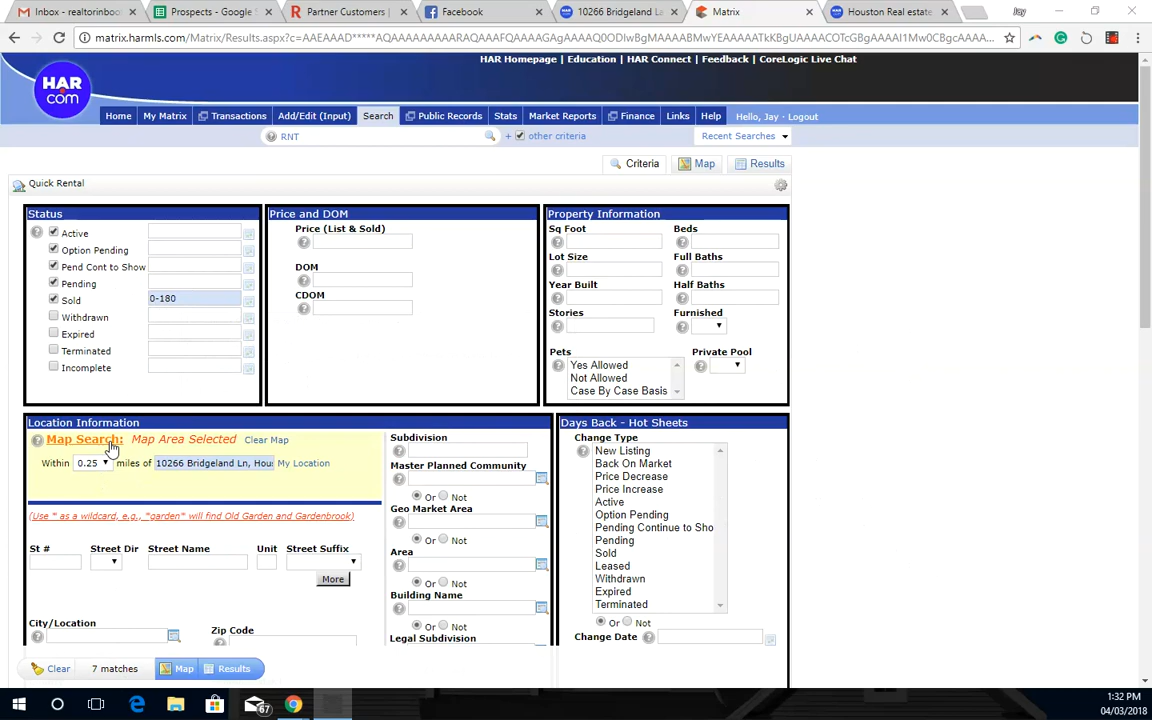 Inbox - realtorinboo
Prospects - Google S
Partner Customers |
Facebook
10266 Bridgeland La
Matrix
Houston Real estate
Jay
matrix.harmls.com/Matrix/Results.aspx?c=
HAR Homepage | Education | HAR Connect | Feedback | CoreLogic Live Chat
HAR
com
Home My Matrix Transactions Add/Edit (Input) Search Public Records Stats Market Reports Finance Links Help Hello, Jay · Logout
RNT + other criteria Recent Searches
Criteria Map Results
Quick Rental
Status
Active
Option Pending
Pend Cont to Show
Pending
Sold 0-180
Withdrawn
Expired
Terminated
Incomplete
Price and DOM
Price (List & Sold)
DOM
CDOM
Property Information
Sq Foot Beds
Lot Size Full Baths
Year Built Half Baths
Stories Furnished
Pets Private Pool
Yes Allowed
Not Allowed
Case By Case Basis
Location Information
Map Search: Map Area Selected Clear Map
Within 0.25 miles of 10266 Bridgeland Ln, Hous My Location
(Use * as a wildcard, e.g., *garden* will find Old Garden and Gardenbrook)
St # Street Dir Street Name Unit Street Suffix
More
City/Location Zip Code
Subdivision
Master Planned Community
Or Not
Geo Market Area
Or Not
Area
Or Not
Building Name
Or Not
Legal Subdivision
Days Back - Hot Sheets
Change Type
New Listing
Back On Market
Price Decrease
Price Increase
Active
Option Pending
Pending Continue to Sho
Pending
Sold
Leased
Withdrawn
Expired
Terminated
Or Not
Change Date
Clear 7 matches Map Results
67
1:32 PM
04/03/2018